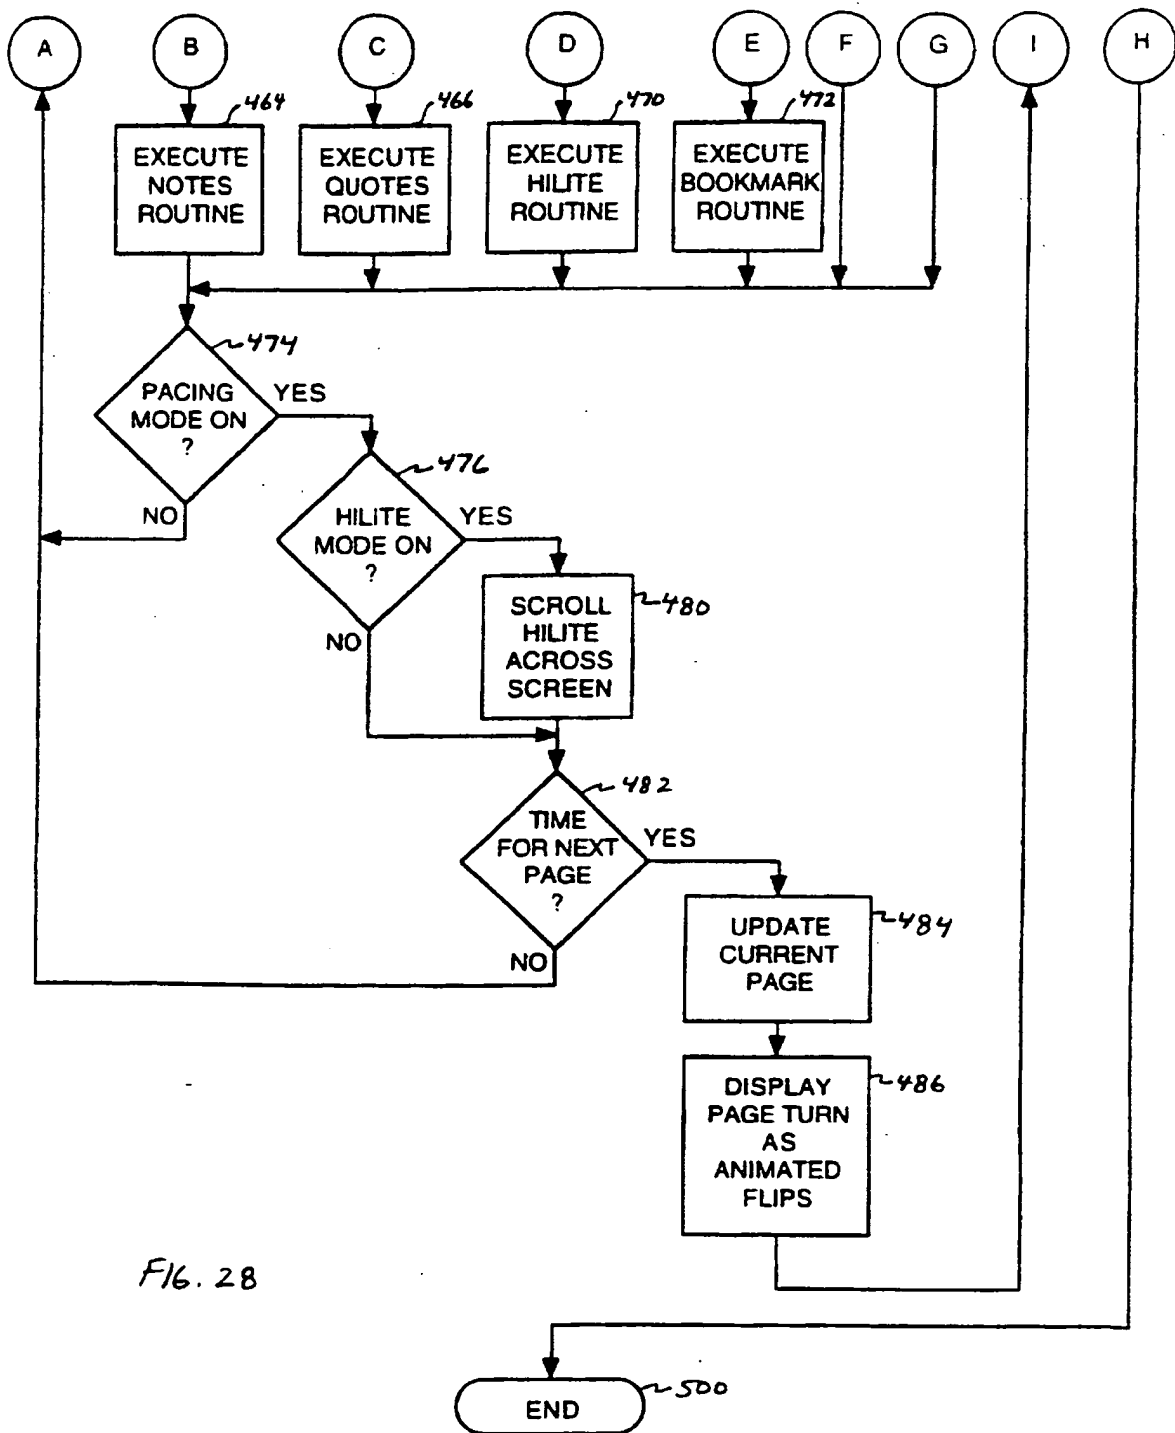 A B C D E F G I H
464 466 470 472
EXECUTE
NOTES
ROUTINE
EXECUTE
QUOTES
ROUTINE
EXECUTE
HILITE
ROUTINE
EXECUTE
BOOKMARK
ROUTINE
474
PACING
MODE ON
?
YES
NO
476
HILITE
MODE ON
?
YES
NO
480
SCROLL
HILITE
ACROSS
SCREEN
482
TIME
FOR NEXT
PAGE
?
YES
NO
484
UPDATE
CURRENT
PAGE
486
DISPLAY
PAGE TURN
AS
ANIMATED
FLIPS
FIG. 28
500
END